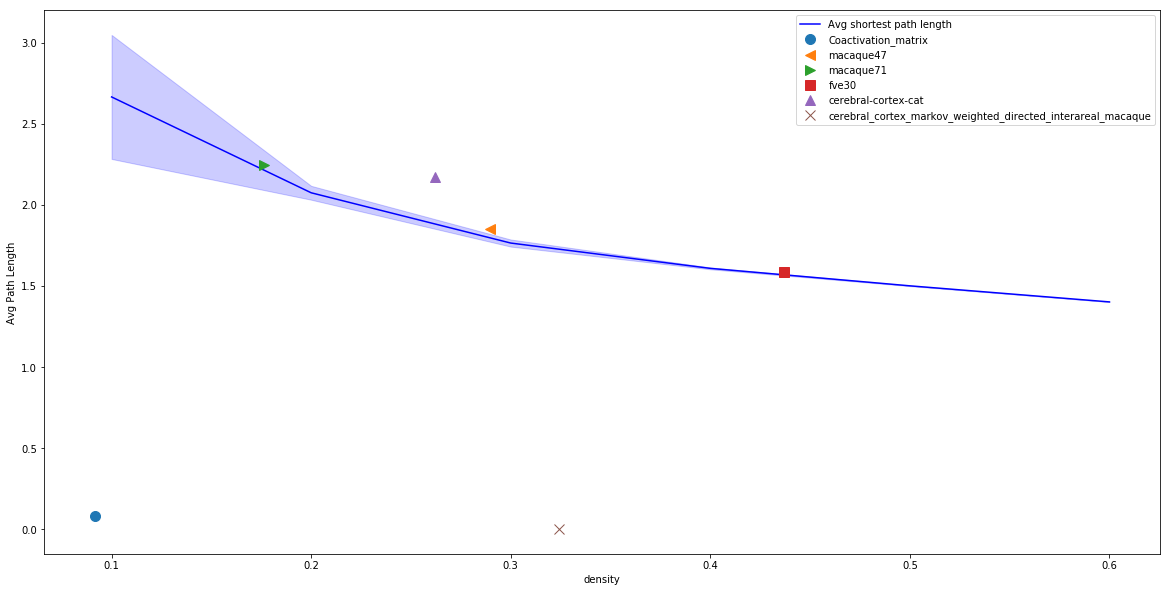 Avg shortest path length
Coactivation_matrix
macaque47
macaque71
fve30
cerebral-cortex-cat
cerebral_cortex_markov_weighted_directed_interareal_macaque
Avg Path Length
3.0
2.5
2.0
1.5
1.0
0.5
0.0
0.1 0.2 0.3 0.4 0.5 0.6
density